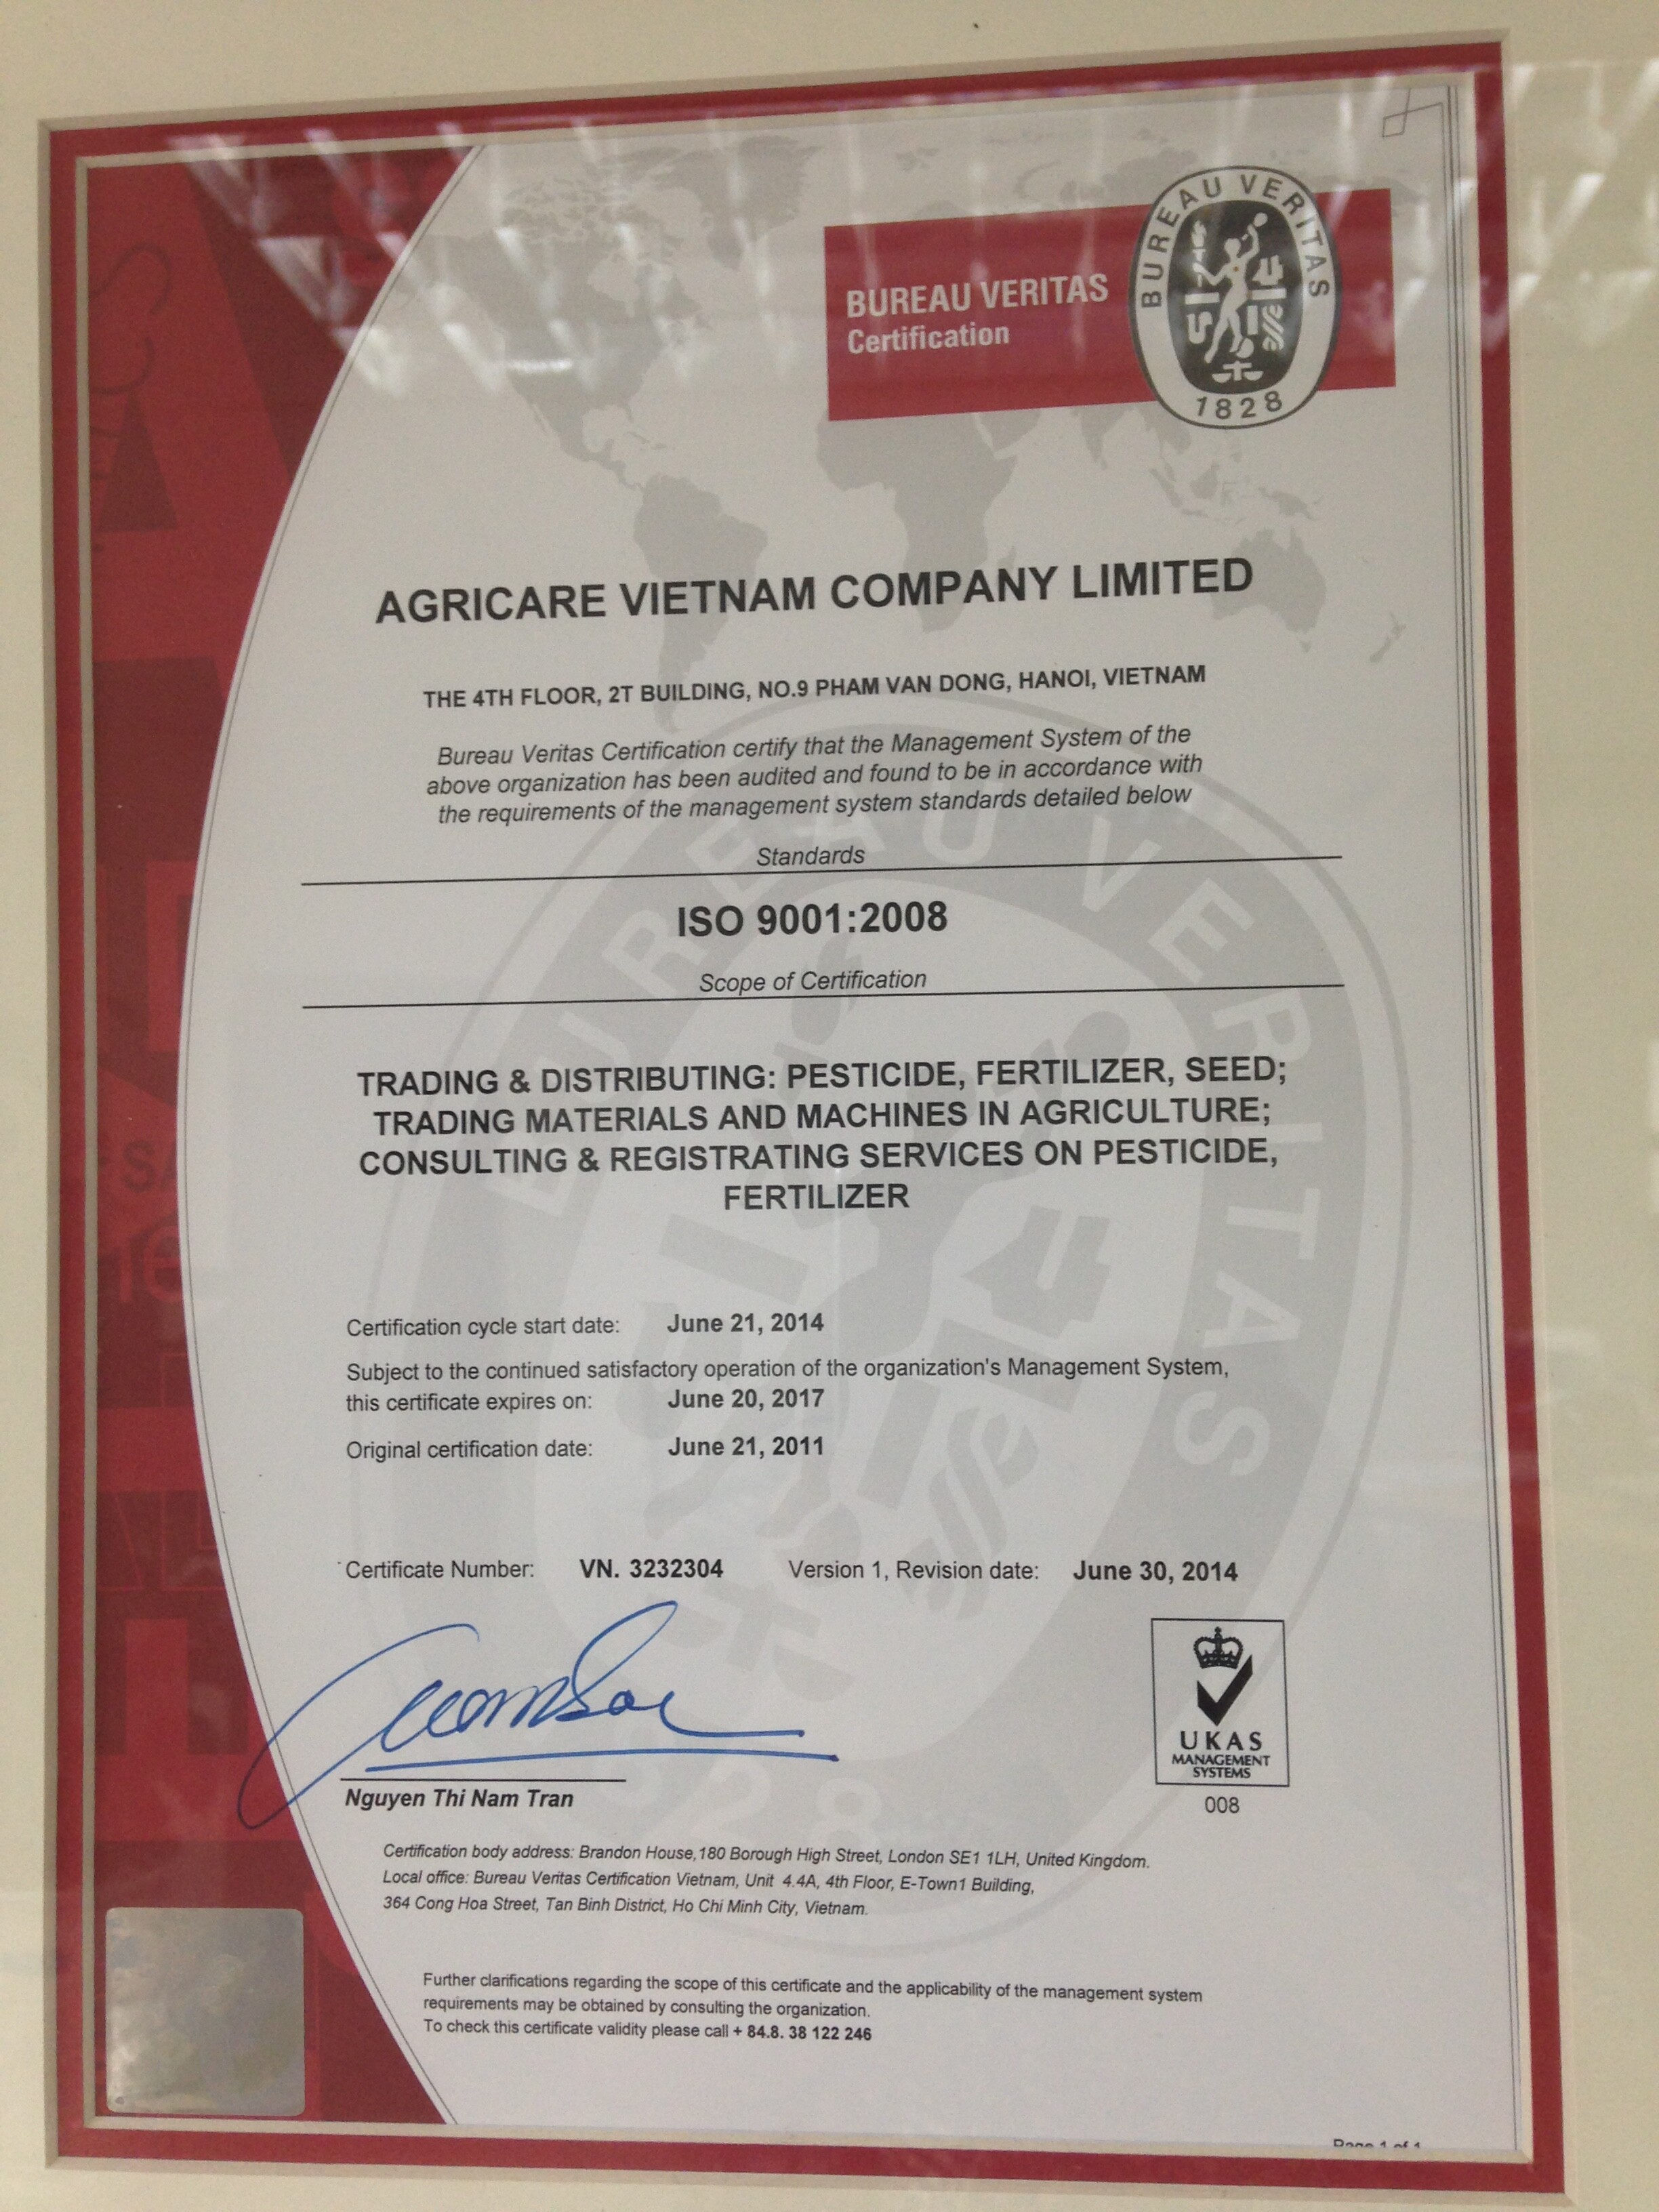 BUREAU VERITAS
Certification
BUREAU VERITAS
1828
AGRICARE VIETNAM COMPANY LIMITED
THE 4TH FLOOR, 2T BUILDING, NO.9 PHAM VAN DONG, HANOI, VIETNAM
Bureau Veritas Certification certify that the Management System of the
above organization has been audited and found to be in accordance with
the requirements of the management system standards detailed below
Standards
ISO 9001:2008
Scope of Certification
TRADING & DISTRIBUTING: PESTICIDE, FERTILIZER, SEED;
TRADING MATERIALS AND MACHINES IN AGRICULTURE;
CONSULTING & REGISTRATING SERVICES ON PESTICIDE,
FERTILIZER
Certification cycle start date: June 21, 2014
Subject to the continued satisfactory operation of the organization's Management System,
this certificate expires on: June 20, 2017
Original certification date: June 21, 2011
Certificate Number: VN. 3232304 Version 1, Revision date: June 30, 2014
Nguyen Thi Nam Tran
UKAS
MANAGEMENT
SYSTEMS
008
Certification body address: Brandon House, 180 Borough High Street, London SE1 1LH, United Kingdom.
Local office: Bureau Veritas Certification Vietnam, Unit 4.4A, 4th Floor, E-Town1 Building,
364 Cong Hoa Street, Tan Binh District, Ho Chi Minh City, Vietnam.
Further clarifications regarding the scope of this certificate and the applicability of the management system
requirements may be obtained by consulting the organization.
To check this certificate validity please call + 84.8. 38 122 246
Page 1 of 1